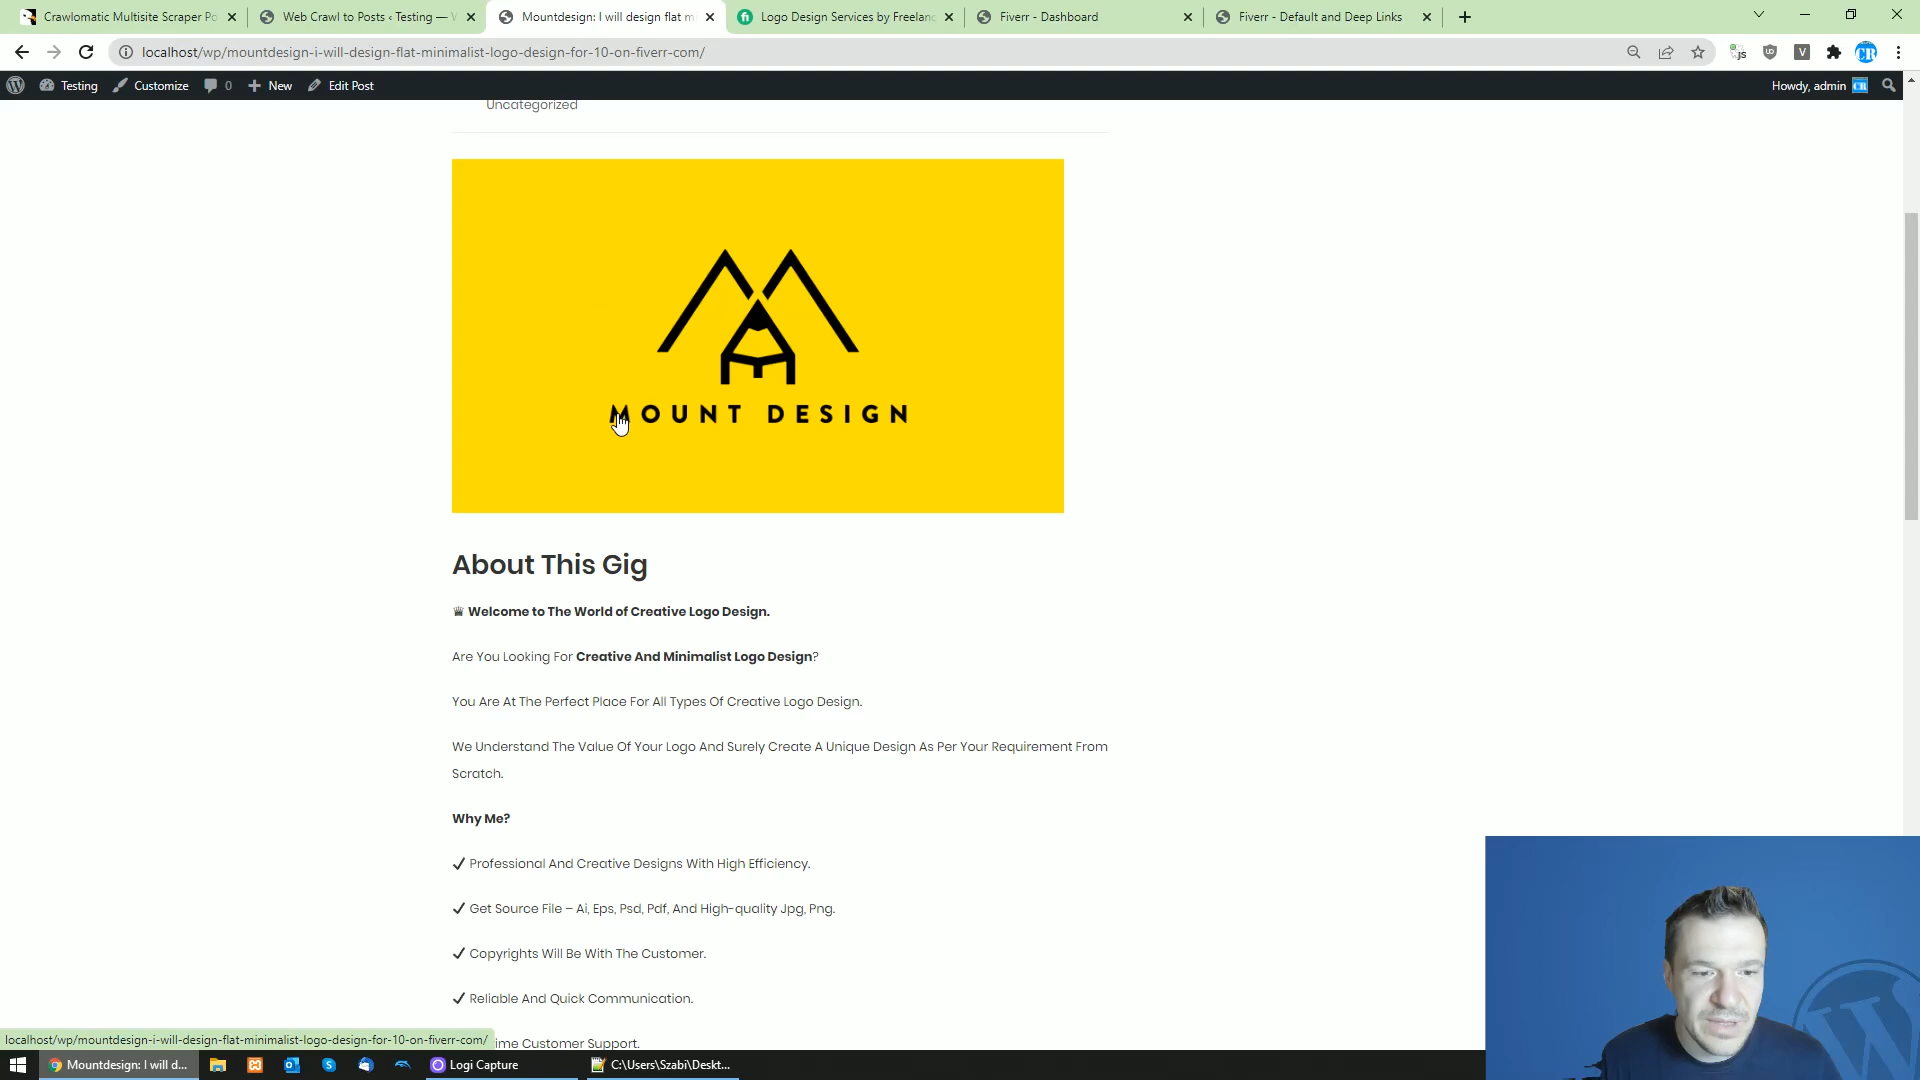 Crawlomatic Multisite Scraper Po
Web Crawl to Posts ‹ Testing — W
Mountdesign: I will design flat mi
Logo Design Services by Freelanc
Fiverr - Dashboard
Fiverr - Default and Deep Links
localhost/wp/mountdesign-i-will-design-flat-minimalist-logo-design-for-10-on-fiverr-com/
Testing
Customize
0
New
Edit Post
Howdy, admin
Uncategorized
MOUNT DESIGN
About This Gig
♛ Welcome to The World of Creative Logo Design.
Are You Looking For Creative And Minimalist Logo Design?
You Are At The Perfect Place For All Types Of Creative Logo Design.
We Understand The Value Of Your Logo And Surely Create A Unique Design As Per Your Requirement From
Scratch.
Why Me?
✓ Professional And Creative Designs With High Efficiency.
✓ Get Source File – Ai, Eps, Psd, Pdf, And High-quality Jpg, Png.
✓ Copyrights Will Be With The Customer.
✓ Reliable And Quick Communication.
ime Customer Support.
localhost/wp/mountdesign-i-will-design-flat-minimalist-logo-design-for-10-on-fiverr-com/
Mountdesign: I will d...
Logi Capture
C:\Users\Szabi\Deskt...